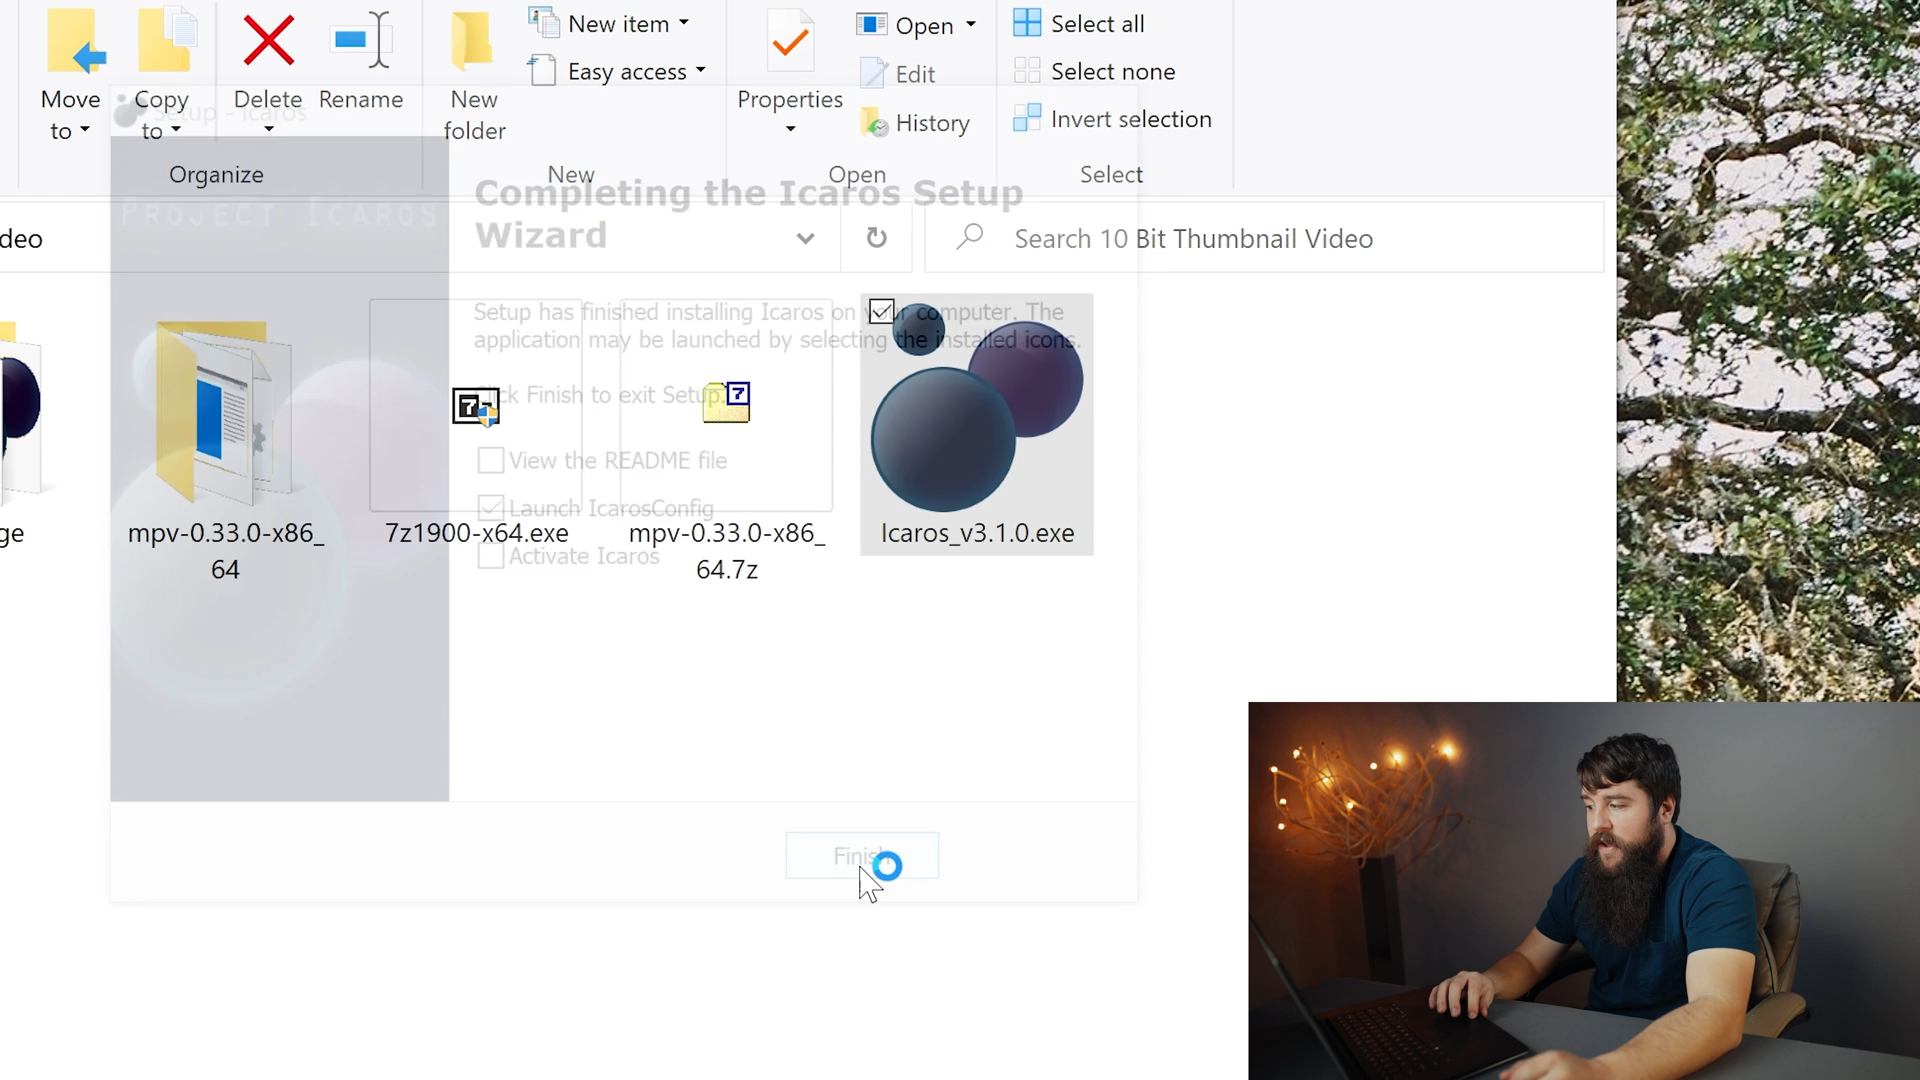 Move
to
Copy
to
Delete
Rename
New
folder
New item
Easy access
Properties
Open
Edit
History
Select all
Select none
Invert selection
Organize
New
Open
Select
Setup - Icaros
PROJECT ICAROS
Completing the Icaros Setup
Wizard
deo
Search 10 Bit Thumbnail Video
Setup has finished installing Icaros on your computer. The
application may be launched by selecting the installed icons.
Click Finish to exit Setup.
View the README file
Launch IcarosConfig
Activate Icaros
ge
mpv-0.33.0-x86_
64
7z1900-x64.exe
mpv-0.33.0-x86_
64.7z
Icaros_v3.1.0.exe
Finish